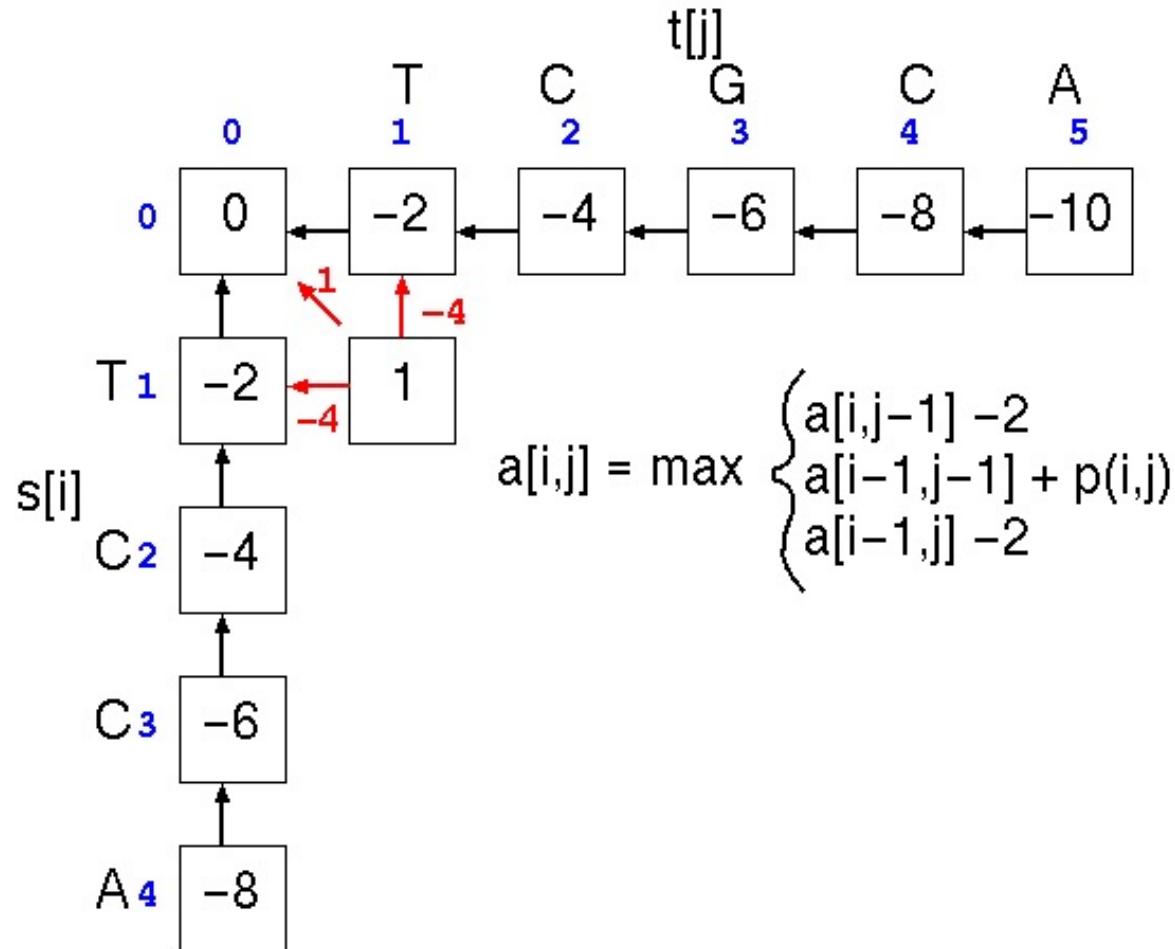 t[j]
T C G C A
0 1 2 3 4 5
0 0 −2 −4 −6 −8 −10
1 −4
T 1 −2 1
−4
a[i,j−1] −2
a[i,j] = max a[i−1,j−1] + p(i,j)
a[i−1,j] −2
s[i]
C 2 −4
C 3 −6
A 4 −8